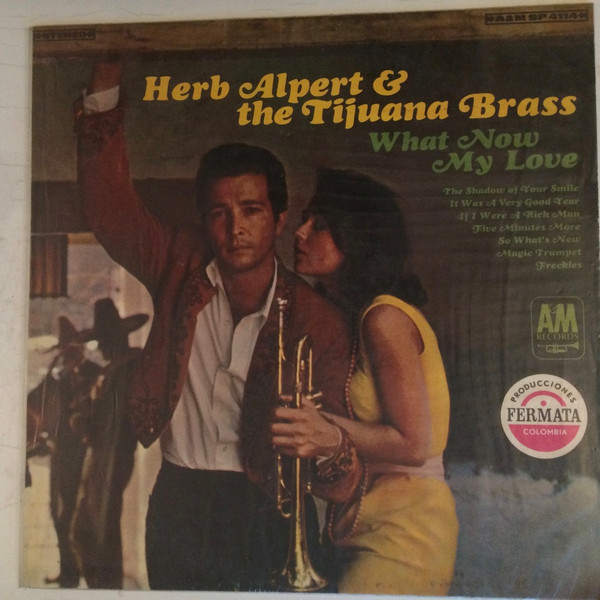 STEREO
A&M SP 4114
Herb Alpert &
the Tijuana Brass
What Now
My Love
The Shadow of Your Smile
It Was A Very Good Year
If I Were A Rich Man
Five Minutes More
So What's New
Magic Trumpet
Freckles
A&M
RECORDS
PRODUCCIONES
FERMATA
COLOMBIA